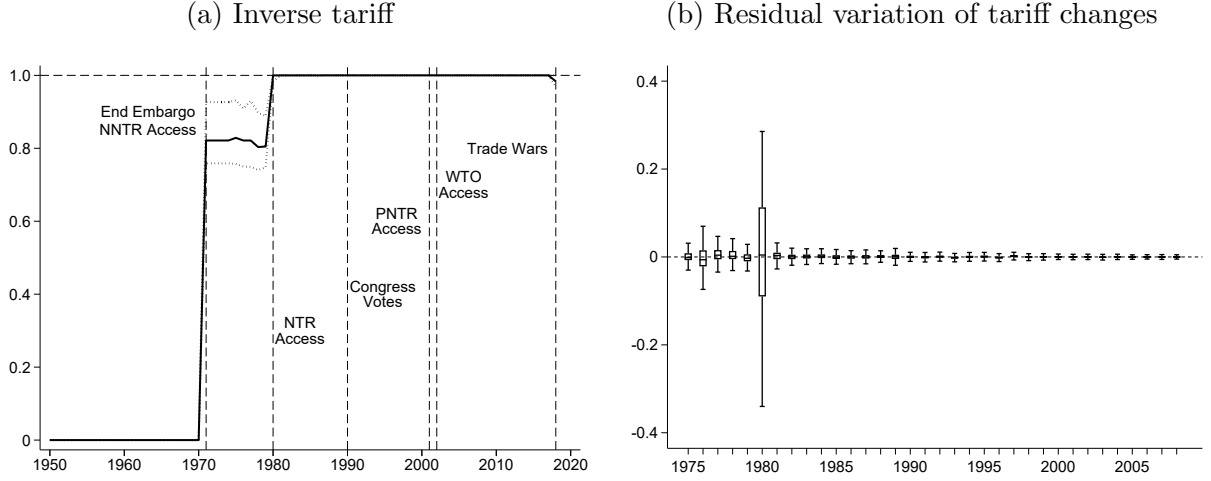 (a) Inverse tariff
1.0
0.8
0.6
0.4
0.2
0
End Embargo
NNTR Access
Trade Wars
WTO
Access
PNTR
Access
Congress
Votes
NTR
Access
1950 1960 1970 1980 1990 2000 2010 2020
(b) Residual variation of tariff changes
0.4
0.2
0
-0.2
-0.4
1975 1980 1985 1990 1995 2000 2005